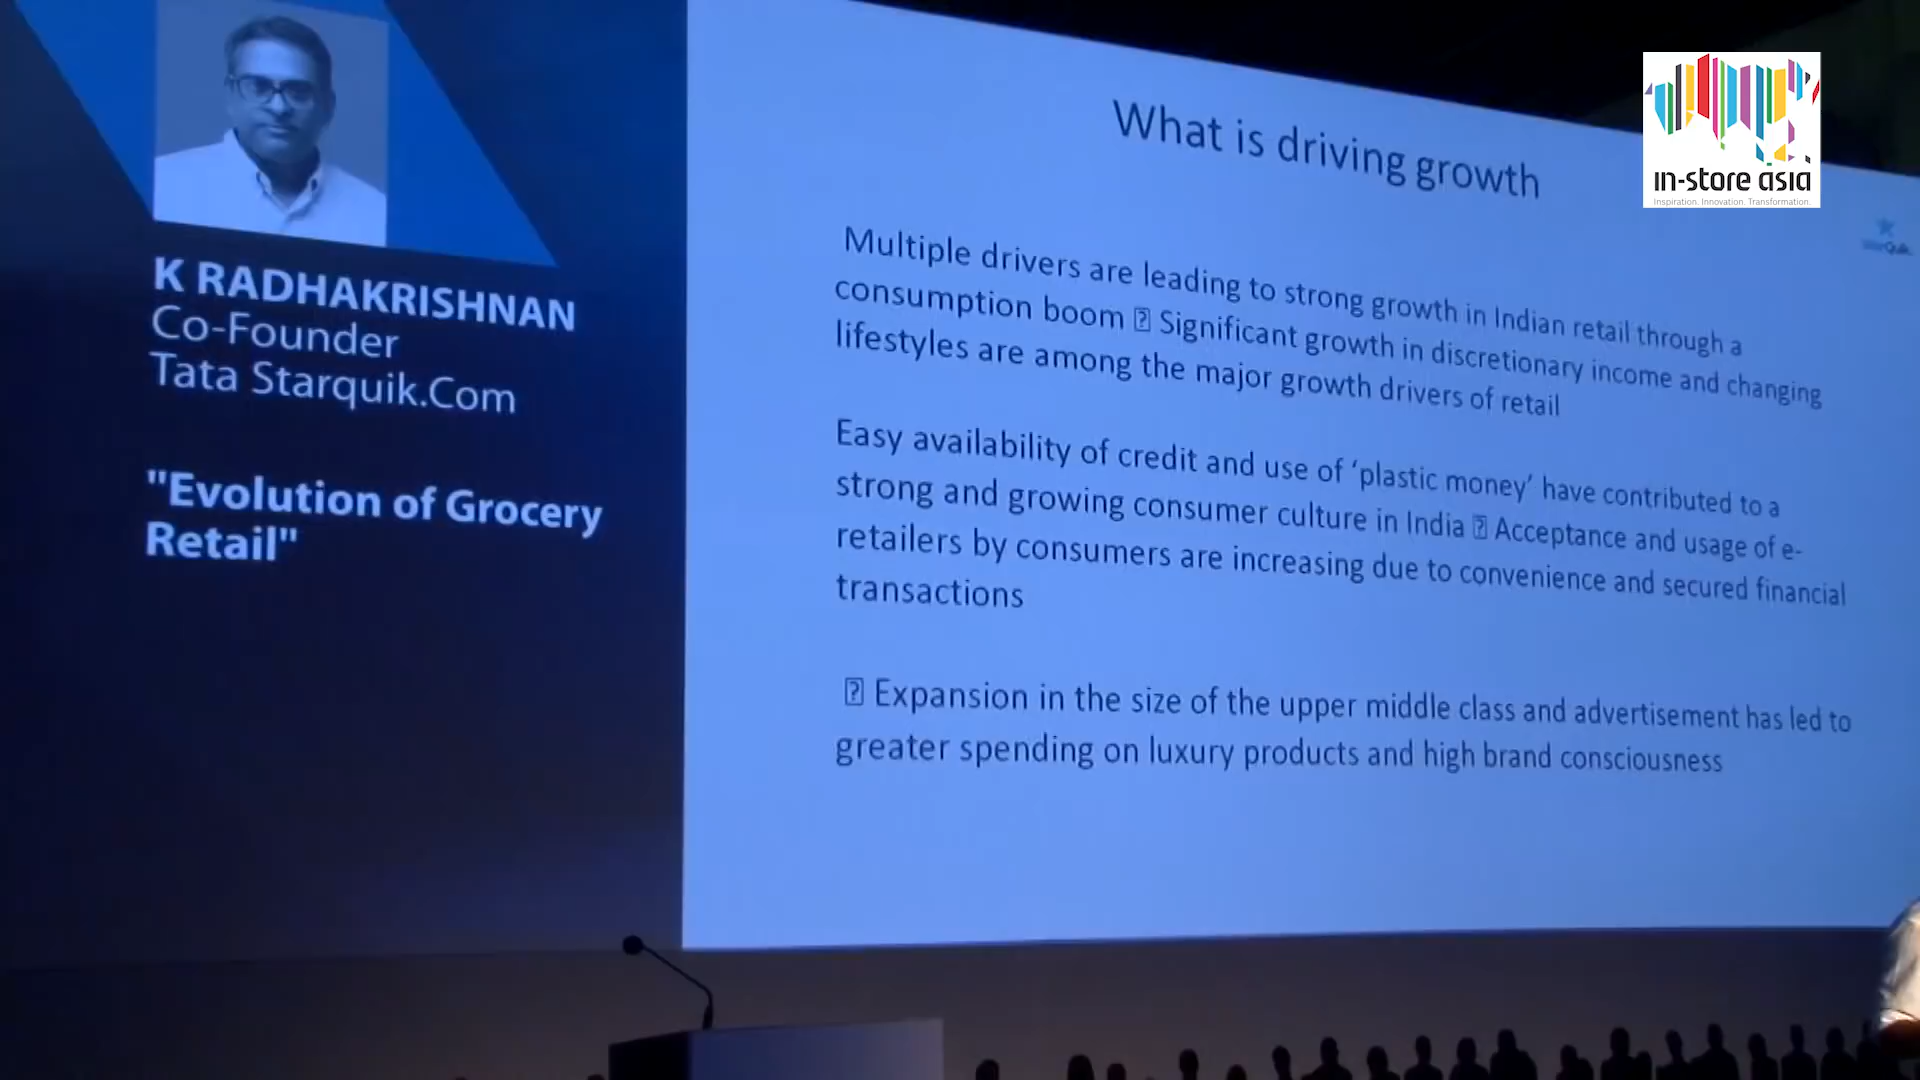 K RADHAKRISHNAN
Co-Founder
Tata Starquik.Com
"Evolution of Grocery
Retail"
What is driving growth
Multiple drivers are leading to strong growth in Indian retail through a
consumption boom ⍰ Significant growth in discretionary income and changing
lifestyles are among the major growth drivers of retail
Easy availability of credit and use of ‘plastic money’ have contributed to a
strong and growing consumer culture in India ⍰ Acceptance and usage of e-
retailers by consumers are increasing due to convenience and secured financial
transactions
⍰ Expansion in the size of the upper middle class and advertisement has led to
greater spending on luxury products and high brand consciousness
in-store asia
Inspiration. Innovation. Transformation.